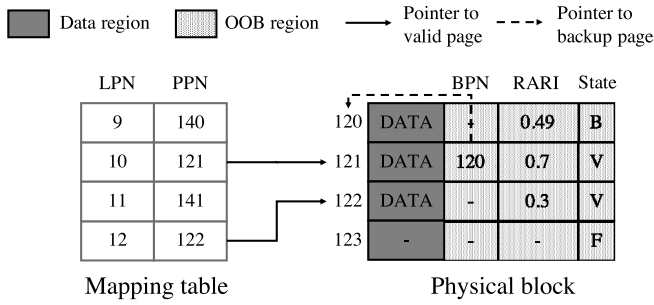 Data region OOB region Pointer to valid page Pointer to backup page
LPN PPN BPN RARI State
9 140 120 DATA - 0.49 B
10 121 121 DATA 120 0.7 V
11 141 122 DATA - 0.3 V
12 122 123 - - - F
Mapping table Physical block